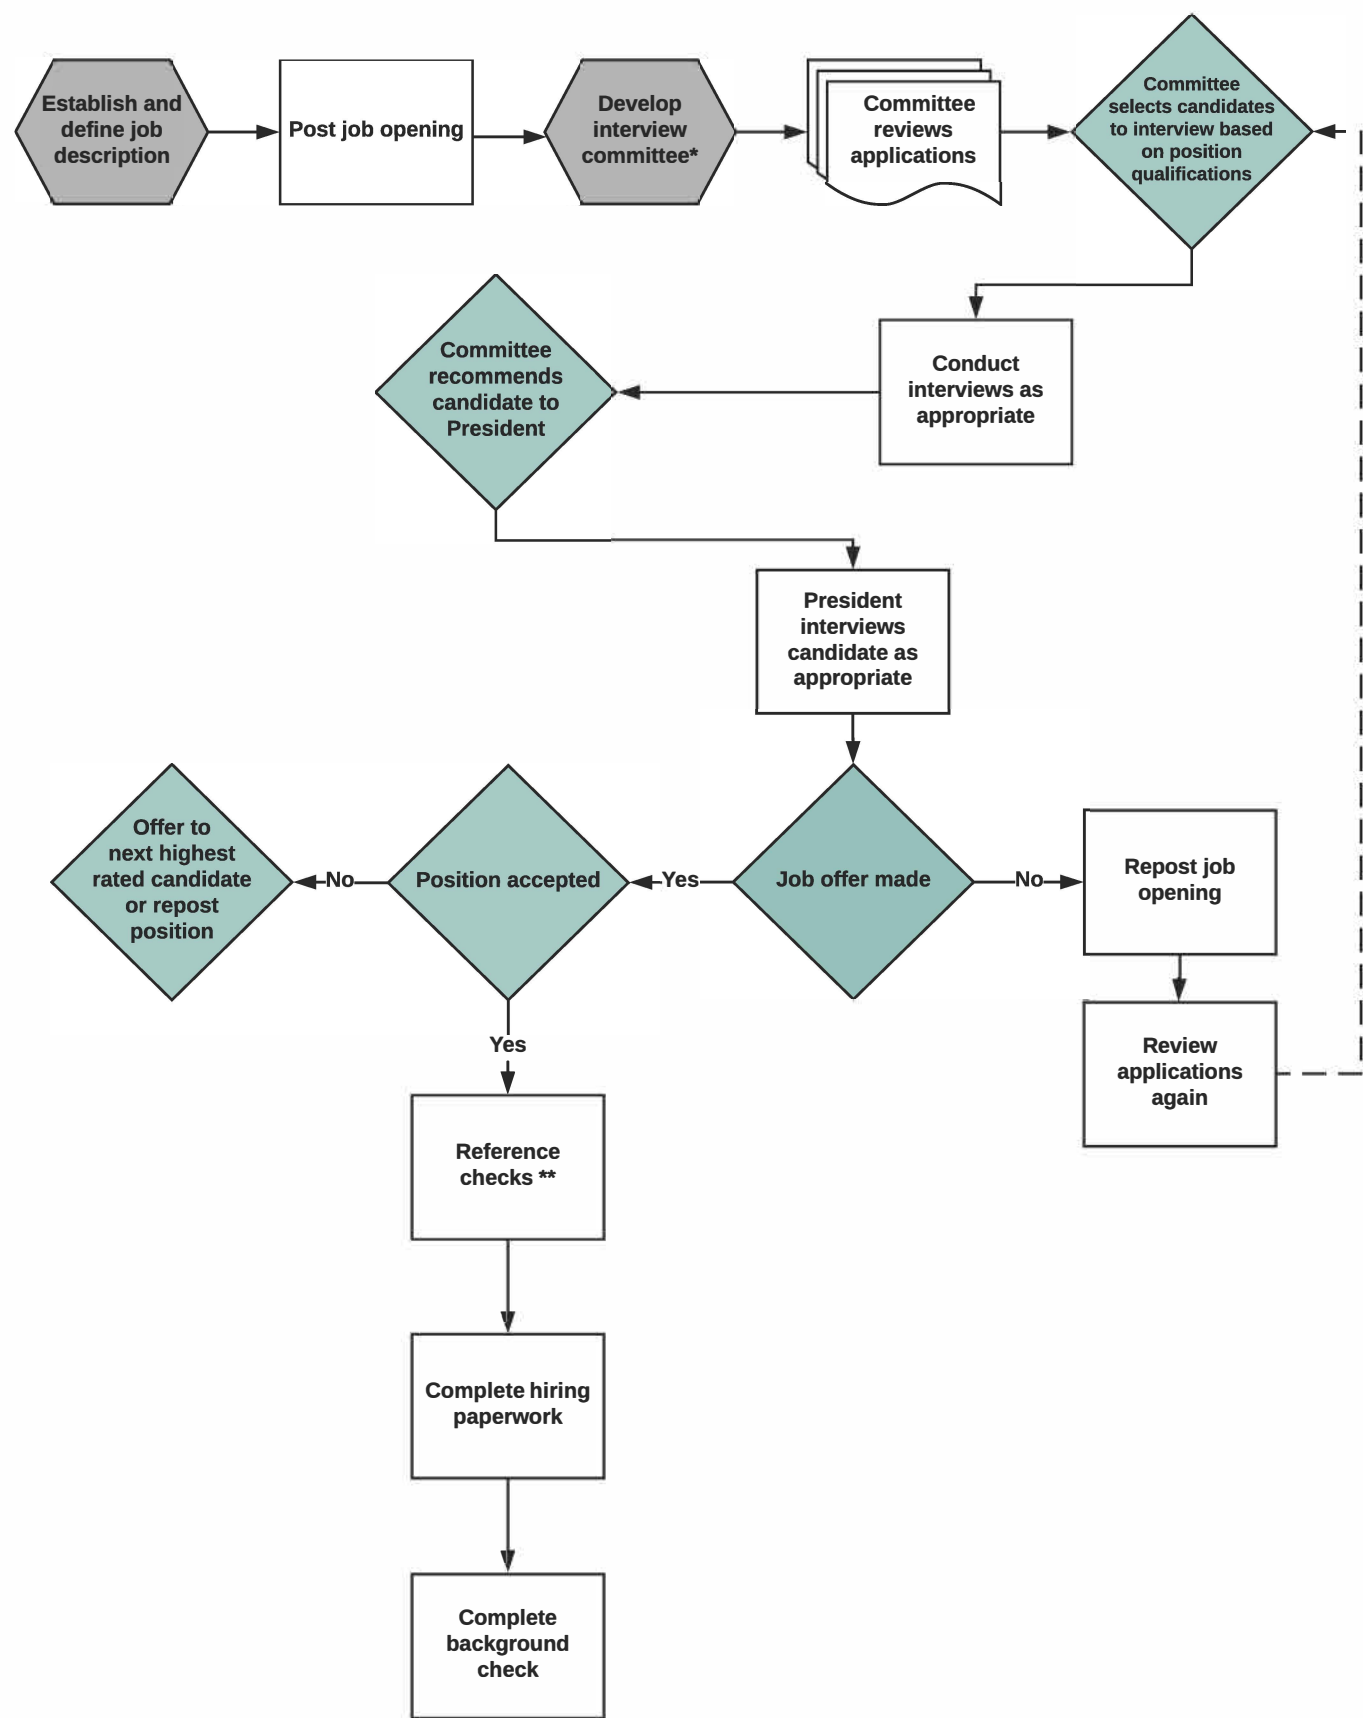 Establish and
define job
description
Post job opening
Develop
interview
committee*
Committee
reviews
applications
Committee
selects candidates
to interview based
on position
qualifications
Committee
recommends
candidate to
President
Conduct
interviews as
appropriate
President
interviews
candidate as
appropriate
Offer to
next highest
rated candidate
or repost
position
No
Position accepted
Yes
Job offer made
No
Repost job
opening
Yes
Review
applications
again
Reference
checks **
Complete hiring
paperwork
Complete
background
check